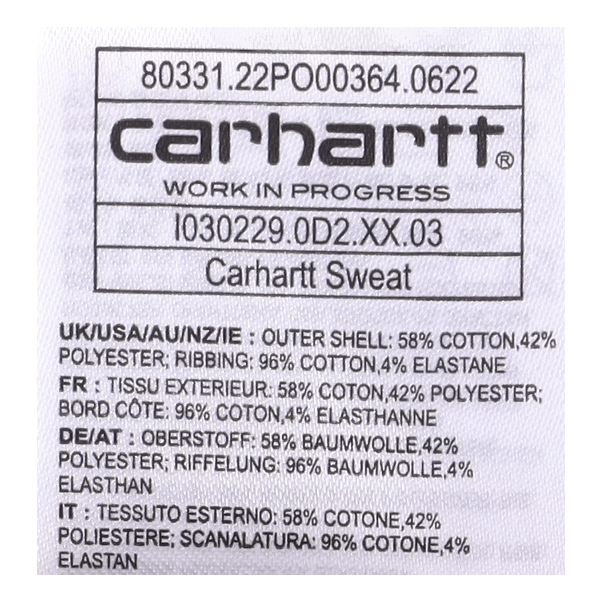 80331.22PO00364.0622
carhartt®
WORK IN PROGRESS
I030229.0D2.XX.03
Carhartt Sweat
UK/USA/AU/NZ/IE : OUTER SHELL: 58% COTTON,42%
POLYESTER; RIBBING: 96% COTTON,4% ELASTANE
FR : TISSU EXTERIEUR: 58% COTON,42% POLYESTER;
BORD CÔTE: 96% COTON,4% ELASTHANNE
DE/AT : OBERSTOFF: 58% BAUMWOLLE,42%
POLYESTER; RIFFELUNG: 96% BAUMWOLLE,4%
ELASTHAN
IT : TESSUTO ESTERNO: 58% COTONE,42%
POLIESTERE; SCANALATURA: 96% COTONE,4%
ELASTAN